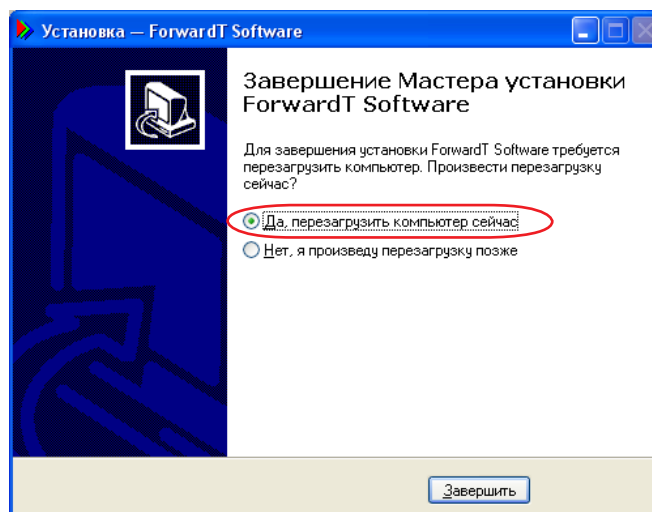 Установка — ForwardT Software
Завершение Мастера установки
ForwardT Software
Для завершения установки ForwardT Software требуется
перезагрузить компьютер. Произвести перезагрузку
сейчас?
Да, перезагрузить компьютер сейчас
Нет, я произведу перезагрузку позже
Завершить